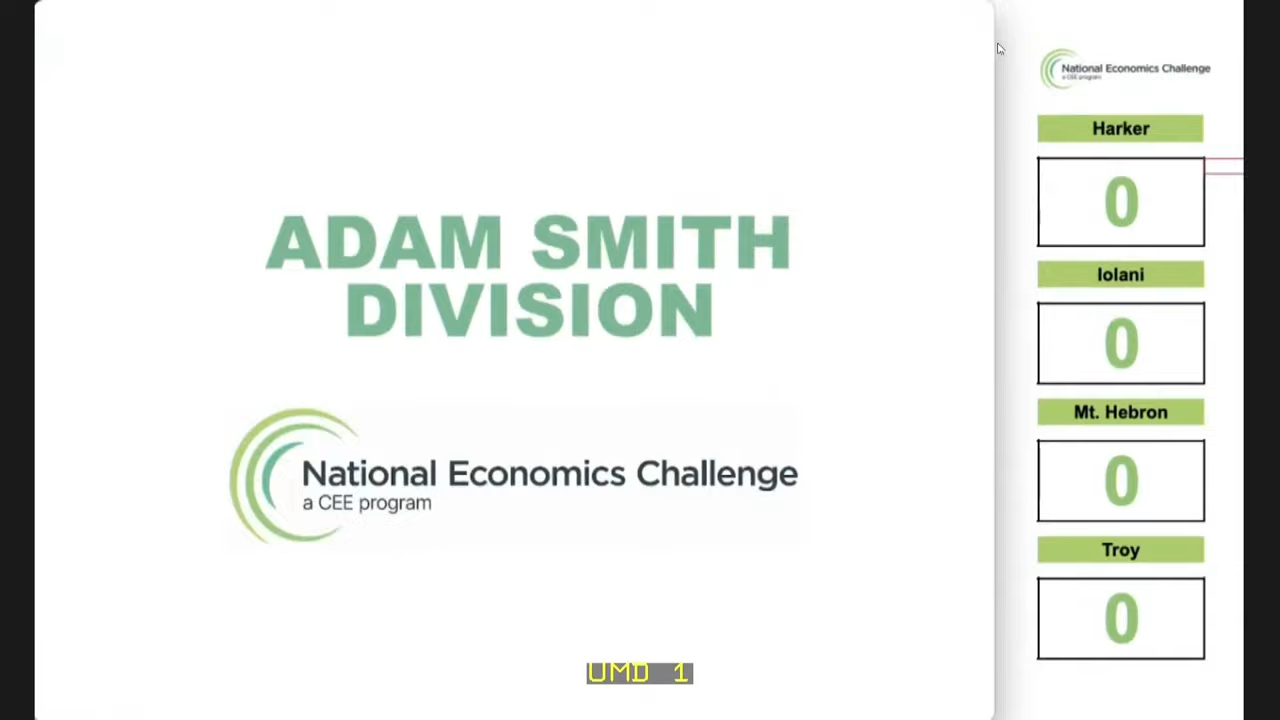 ADAM SMITH
DIVISION
National Economics Challenge
a CEE program
UMD 1
National Economics Challenge
a CEE program
Harker
0
Iolani
0
Mt. Hebron
0
Troy
0